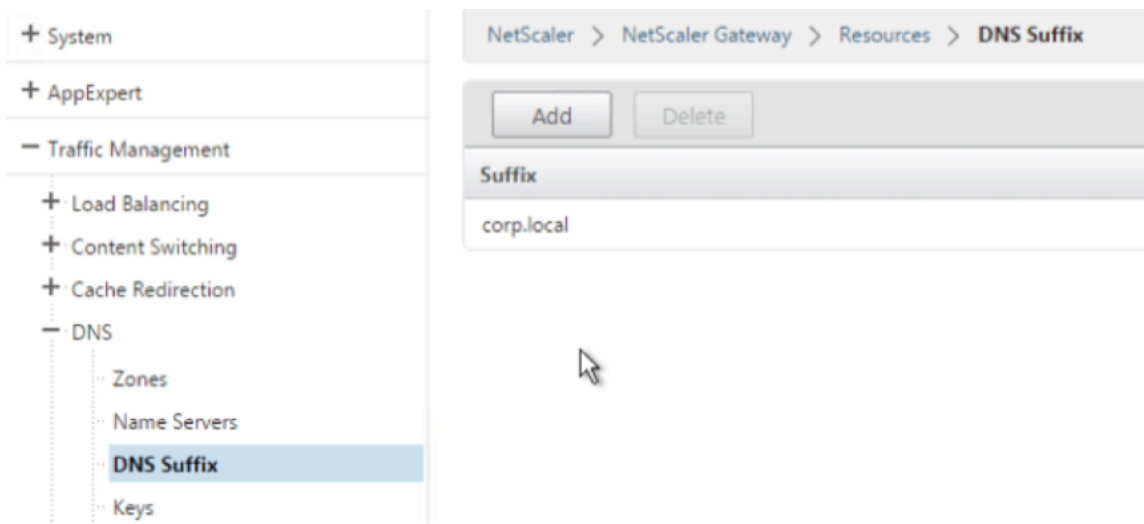 System
AppExpert
Traffic Management
Load Balancing
Content Switching
Cache Redirection
DNS
Zones
Name Servers
DNS Suffix
Keys
NetScaler > NetScaler Gateway > Resources > DNS Suffix
Add Delete
Suffix
corp.local